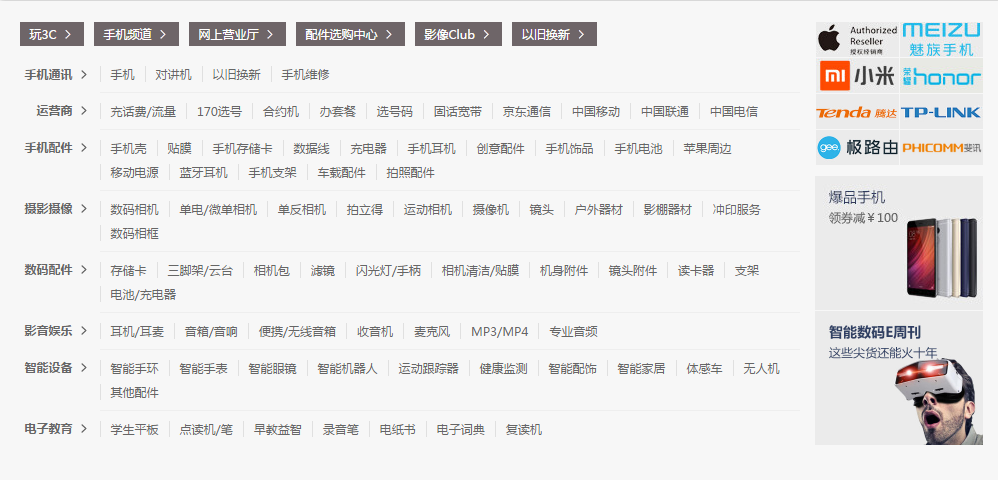 玩3C 手机频道 网上营业厅 配件选购中心 影像Club 以旧换新
手机通讯 手机 对讲机 以旧换新 手机维修
运营商 充话费/流量 170选号 合约机 办套餐 选号码 固话宽带 京东通信 中国移动 中国联通 中国电信
手机配件 手机壳 贴膜 手机存储卡 数据线 充电器 手机耳机 创意配件 手机饰品 手机电池 苹果周边
移动电源 蓝牙耳机 手机支架 车载配件 拍照配件
摄影摄像 数码相机 单电/微单相机 单反相机 拍立得 运动相机 摄像机 镜头 户外器材 影棚器材 冲印服务
数码相框
数码配件 存储卡 三脚架/云台 相机包 滤镜 闪光灯/手柄 相机清洁/贴膜 机身附件 镜头附件 读卡器 支架
电池/充电器
影音娱乐 耳机/耳麦 音箱/音响 便携/无线音箱 收音机 麦克风 MP3/MP4 专业音频
智能设备 智能手环 智能手表 智能眼镜 智能机器人 运动跟踪器 健康监测 智能配饰 智能家居 体感车 无人机
其他配件
电子教育 学生平板 点读机/笔 早教益智 录音笔 电纸书 电子词典 复读机
Authorized
Reseller
授权经销商
MEIZU
魅族手机
mi 小米
荣耀 honor
Tenda 腾达
TP-LINK
gee 极路由
PHICOMM斐讯
爆品手机
领券减￥100
智能数码E周刊
这些尖货还能火十年